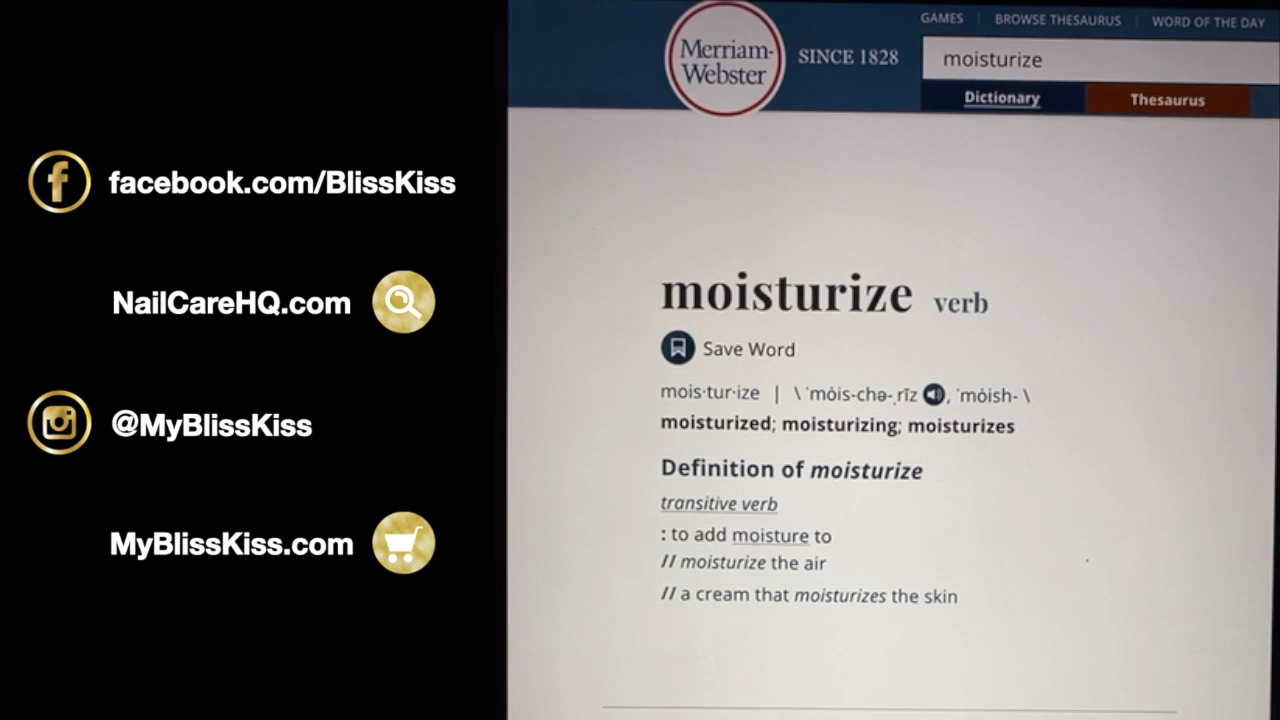 facebook.com/BlissKiss
NailCareHQ.com
@MyBlissKiss
MyBlissKiss.com
GAMES | BROWSE THESAURUS | WORD OF THE DAY
Merriam-
Webster
SINCE 1828
moisturize
Dictionary
Thesaurus
moisturize verb
Save Word
mois·tur·ize | \ ˈmȯis-chə-ˌrīz , ˈmȯish- \
moisturized; moisturizing; moisturizes
Definition of moisturize
transitive verb
: to add moisture to
// moisturize the air
// a cream that moisturizes the skin